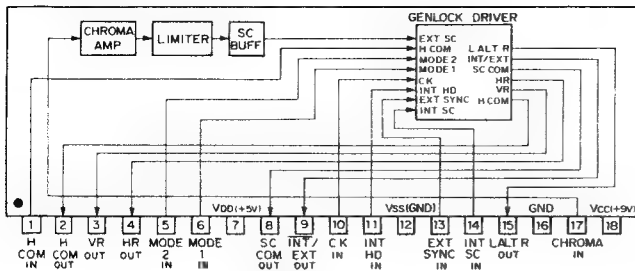 GENLOCK DRIVER
CHROMA AMP
LIMITER
SC BUFF
EXT SC
H COM
MODE 2
MODE 1
CK
INT HD
EXT SYNC
INT SC
L ALT R
INT/EXT
SC COM
HR
VR
H COM
VDD(+5V)
VSS(GND)
GND
VCC(+9V)
1 2 3 4 5 6 7 8 9 10 11 12 13 14 15 16 17 18
H COM IN
H COM OUT
VR OUT
HR OUT
MODE 2 IN
MODE 1 IN
SC COM OUT
INT/EXT OUT
CK IN
INT HD IN
EXT SYNC IN
INT SC IN
LALT R OUT
CHROMA IN